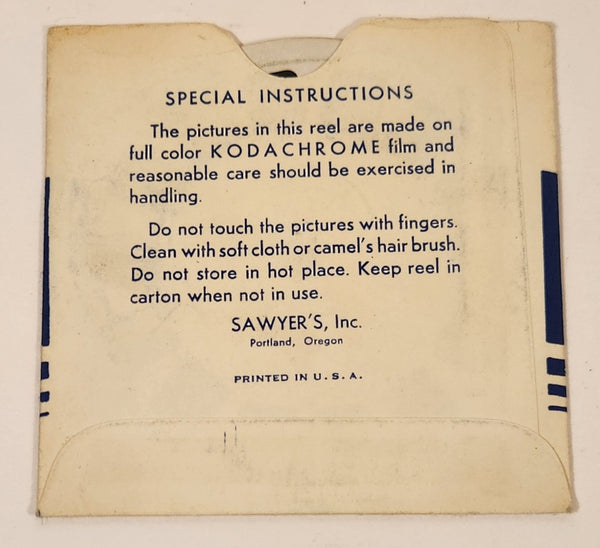 SPECIAL INSTRUCTIONS
The pictures in this reel are made on
full color KODACHROME film and
reasonable care should be exercised in
handling.
Do not touch the pictures with fingers.
Clean with soft cloth or camel's hair brush.
Do not store in hot place. Keep reel in
carton when not in use.
SAWYER'S, Inc.
Portland, Oregon
PRINTED IN U. S. A.